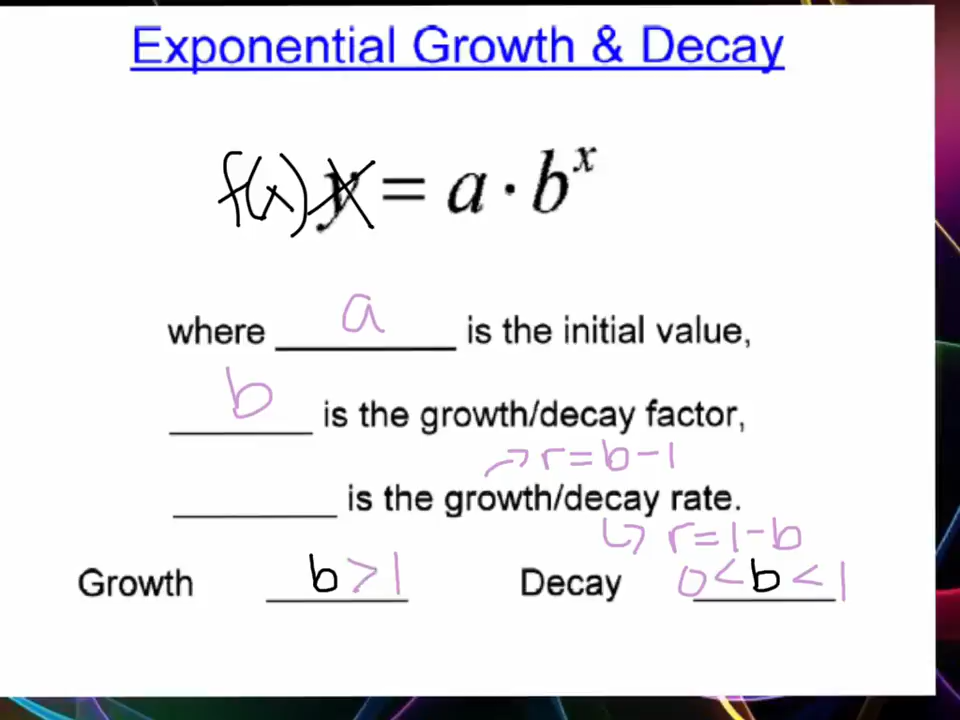 Exponential Growth & Decay
f(x) y = a · b^x
where a is the initial value,
b is the growth/decay factor,
→ r = b - 1
______ is the growth/decay rate.
↳ r = 1 - b
Growth b > 1 Decay 0 < b < 1